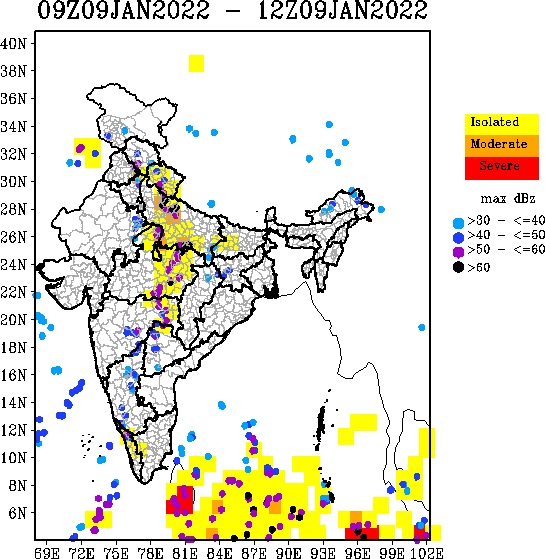 09Z09JAN2022 - 12Z09JAN2022
40N
38N
36N
34N
32N
30N
28N
26N
24N
22N
20N
18N
16N
14N
12N
10N
8N
6N
69E 72E 75E 78E 81E 84E 87E 90E 93E 96E 99E 102E
Isolated
Moderate
Severe
max dBz
>30 - <=40
>40 - <=50
>50 - <=60
>60